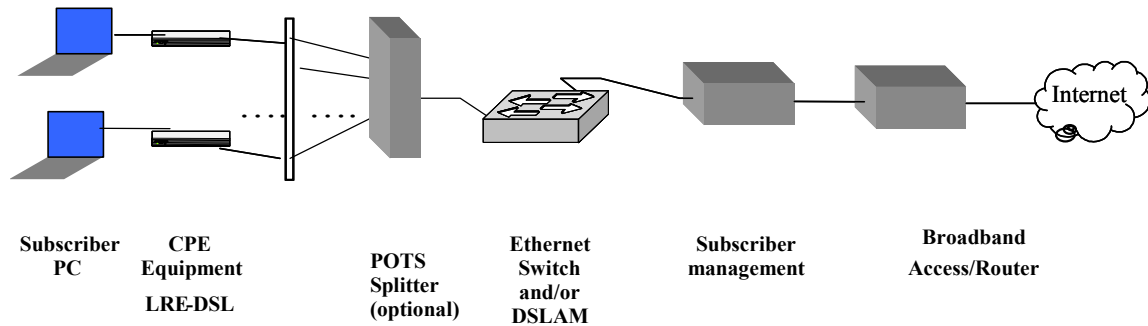 Internet
Subscriber
PC
CPE
Equipment
LRE-DSL
POTS
Splitter
(optional)
Ethernet
Switch
and/or
DSLAM
Subscriber
management
Broadband
Access/Router